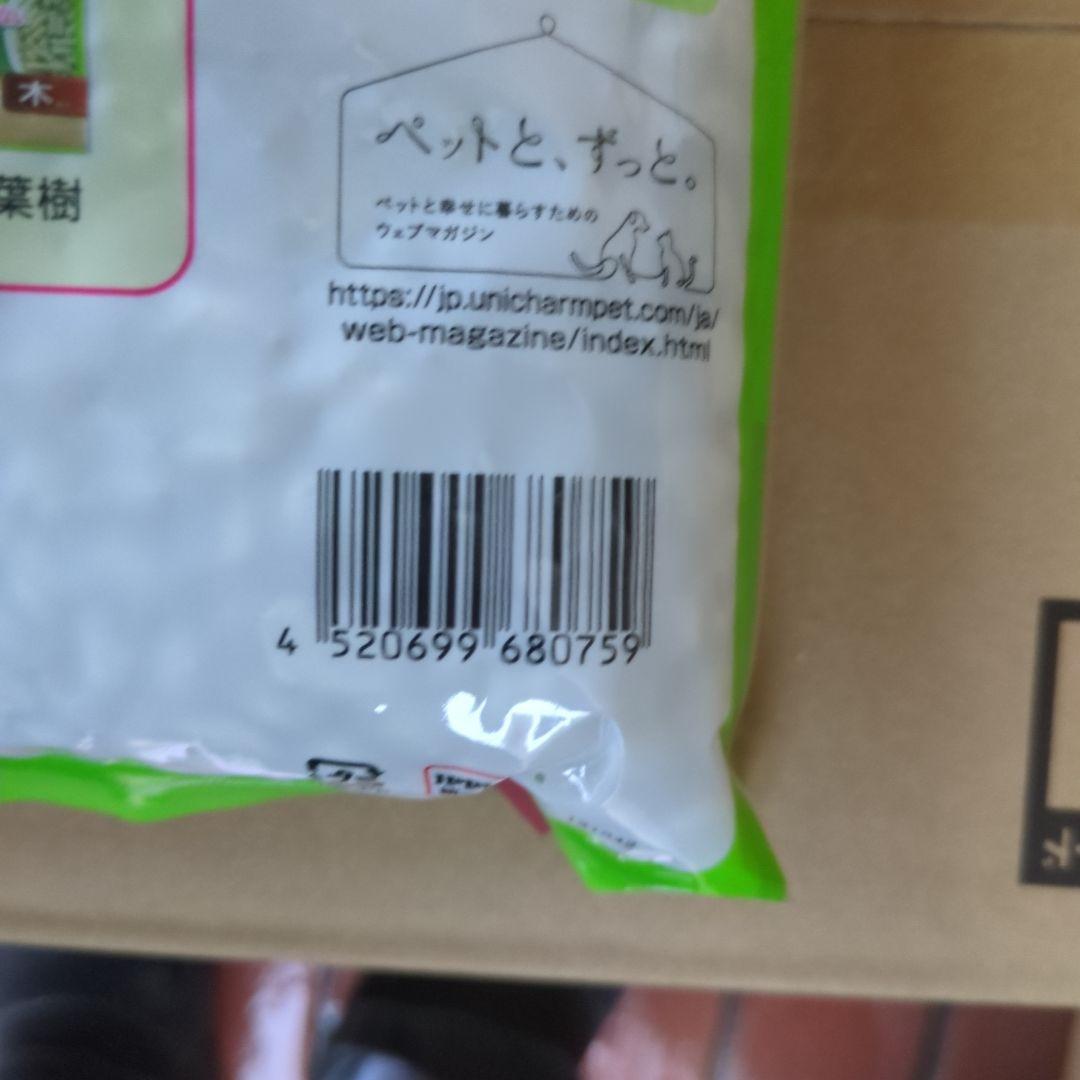 木
葉樹
ペットと、ずっと。
ペットと幸せに暮らすための
ウェブマガジン
https://jp.unicharmpet.com/ja/
web-magazine/index.html
4 520699 680759